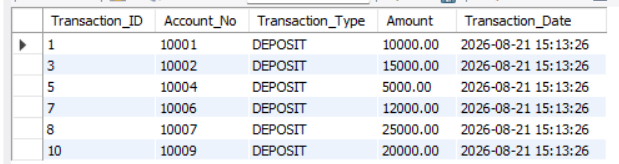 Transaction_ID Account_No Transaction_Type Amount Transaction_Date
1 10001 DEPOSIT 10000.00 2026-08-21 15:13:26
3 10002 DEPOSIT 15000.00 2026-08-21 15:13:26
5 10004 DEPOSIT 5000.00 2026-08-21 15:13:26
7 10006 DEPOSIT 12000.00 2026-08-21 15:13:26
8 10007 DEPOSIT 25000.00 2026-08-21 15:13:26
10 10009 DEPOSIT 20000.00 2026-08-21 15:13:26